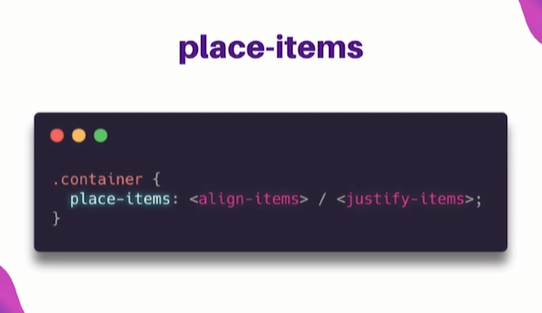 place-items
.container {
place-items: <align-items> / <justify-items>;
}